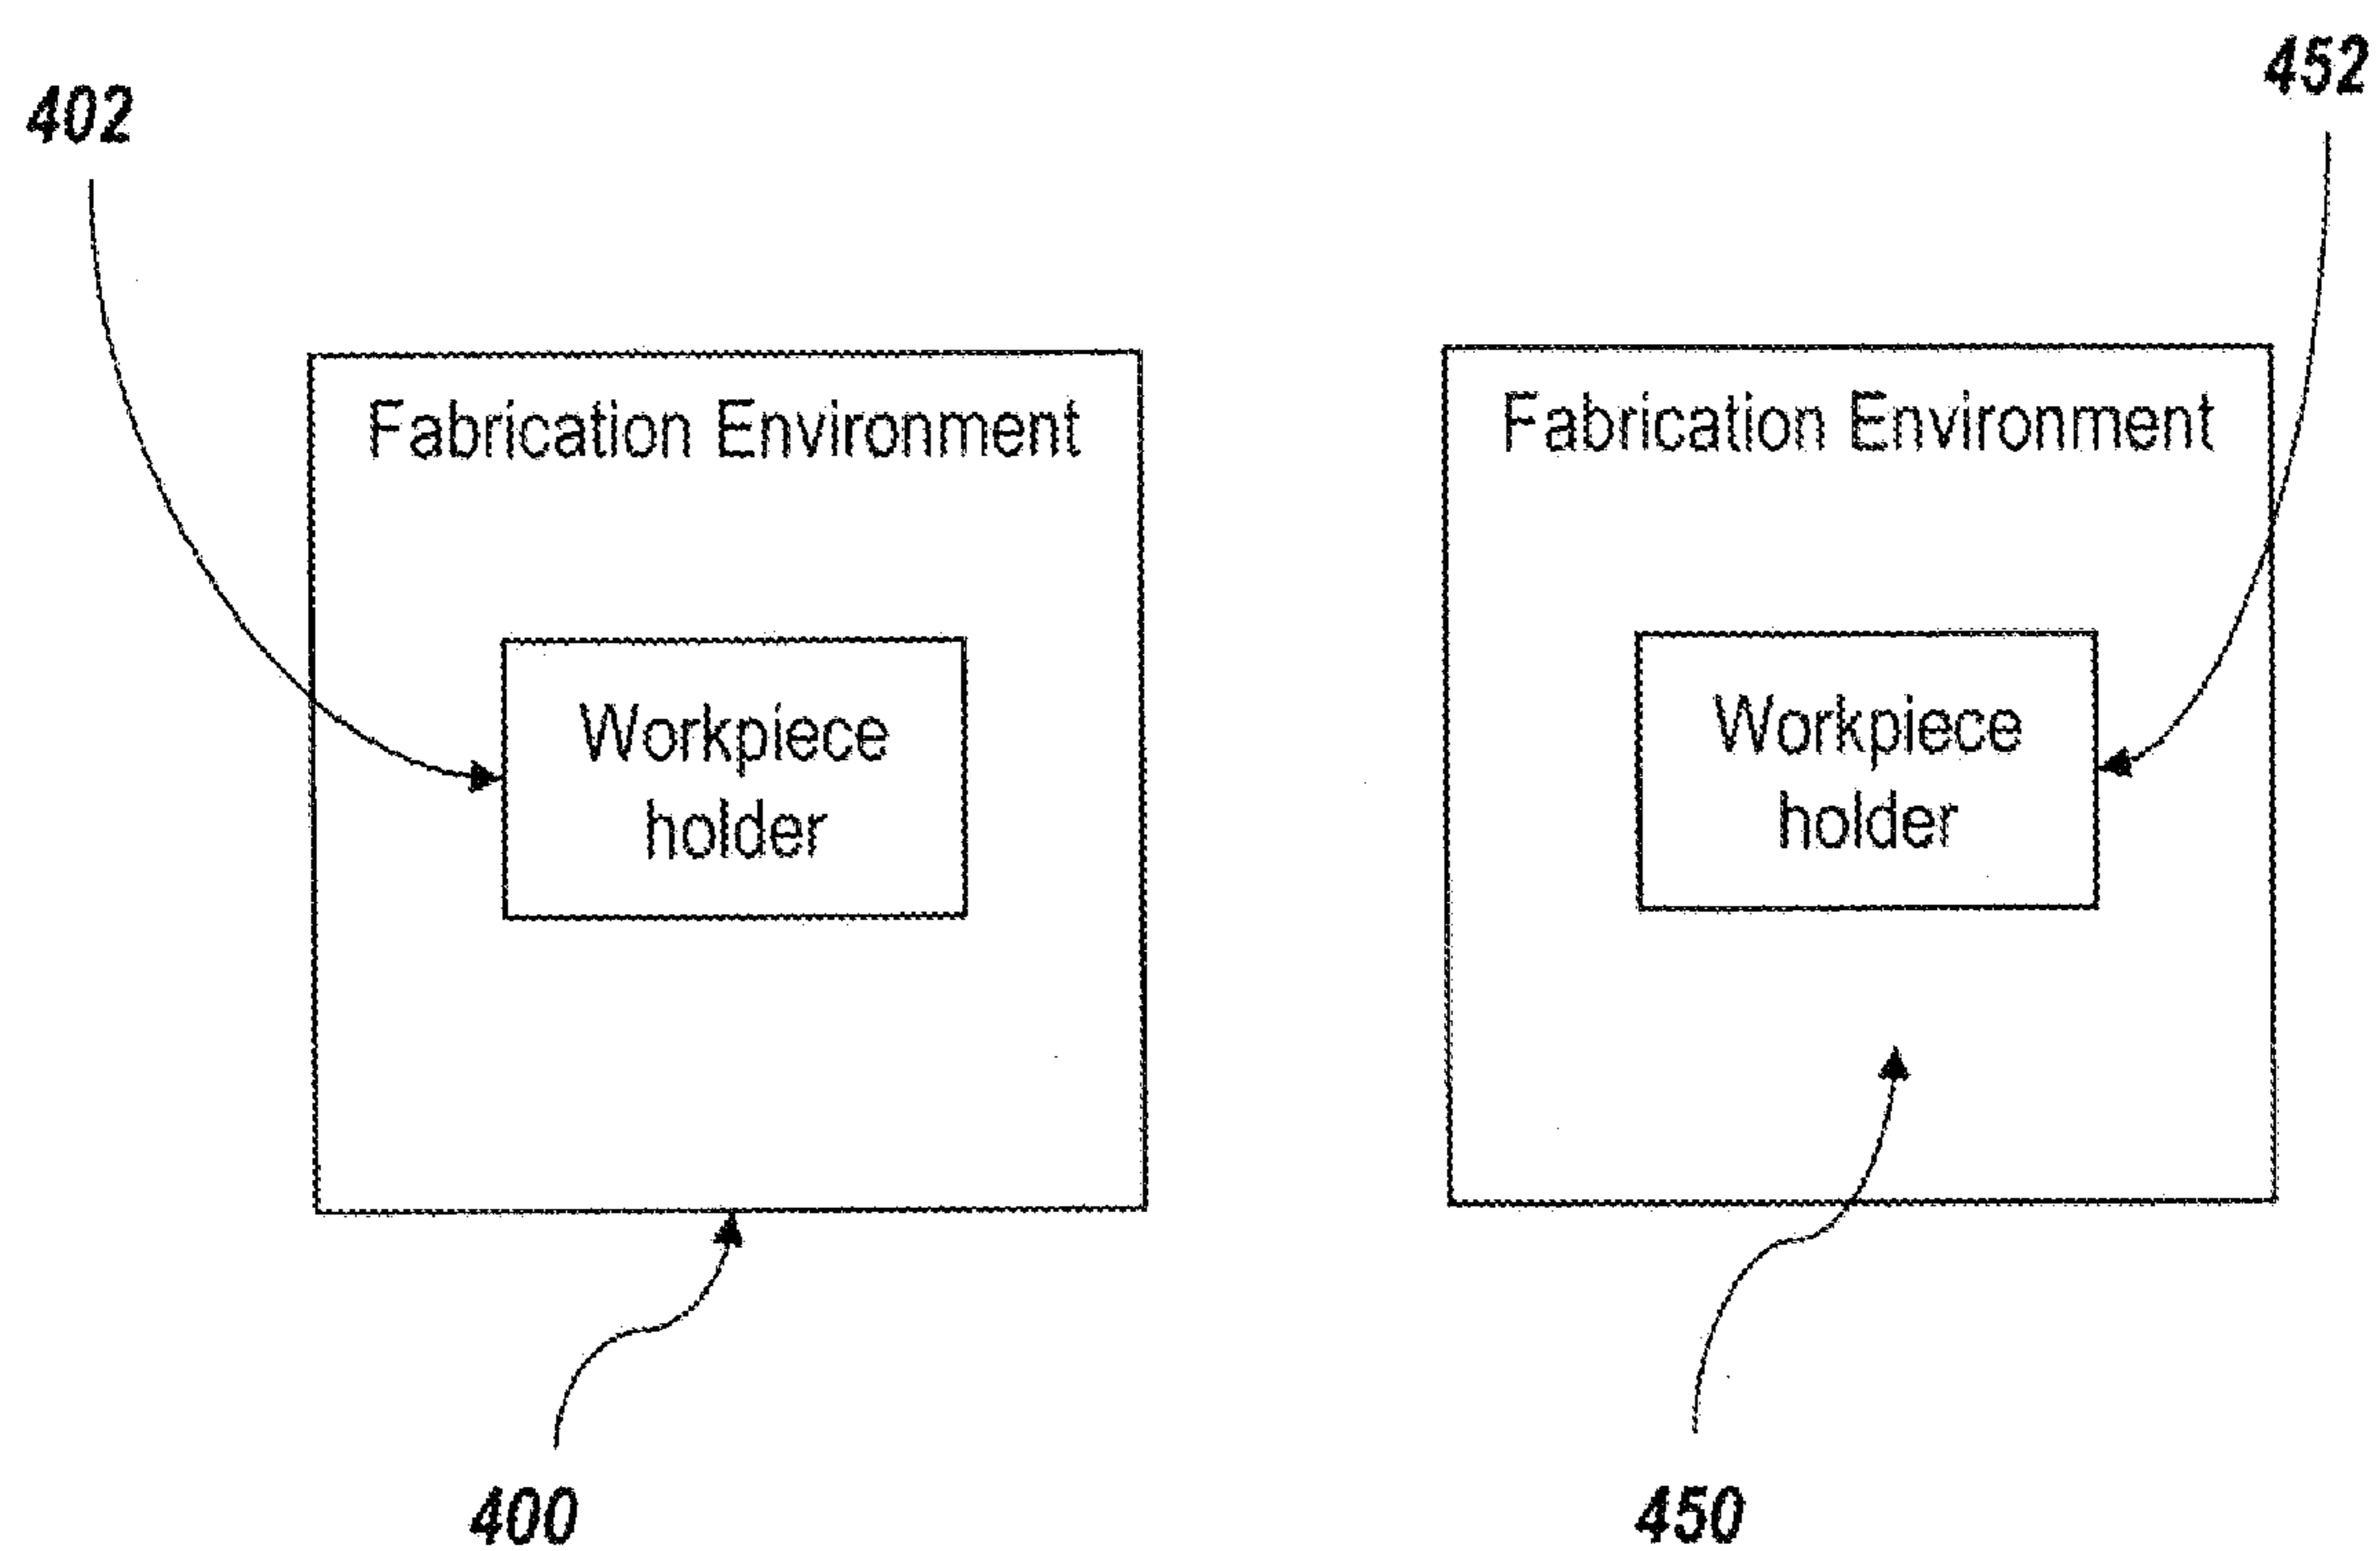 402
452
Fabrication Environment
Workpiece
holder
Fabrication Environment
Workpiece
holder
400
450